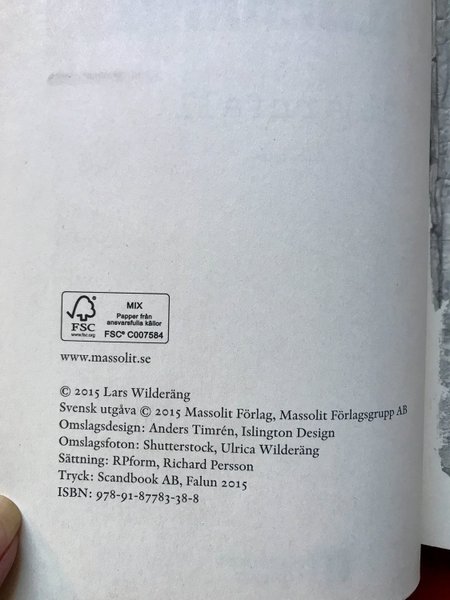 FSC
www.fsc.org
MIX
Papper från
ansvarsfulla källor
FSC® C007584
www.massolit.se
© 2015 Lars Wilderäng
Svensk utgåva © 2015 Massolit Förlag, Massolit Förlagsgrupp AB
Omslagsdesign: Anders Timrén, Islington Design
Omslagsfoton: Shutterstock, Ulrica Wilderäng
Sättning: RPform, Richard Persson
Tryck: Scandbook AB, Falun 2015
ISBN: 978-91-87783-38-8